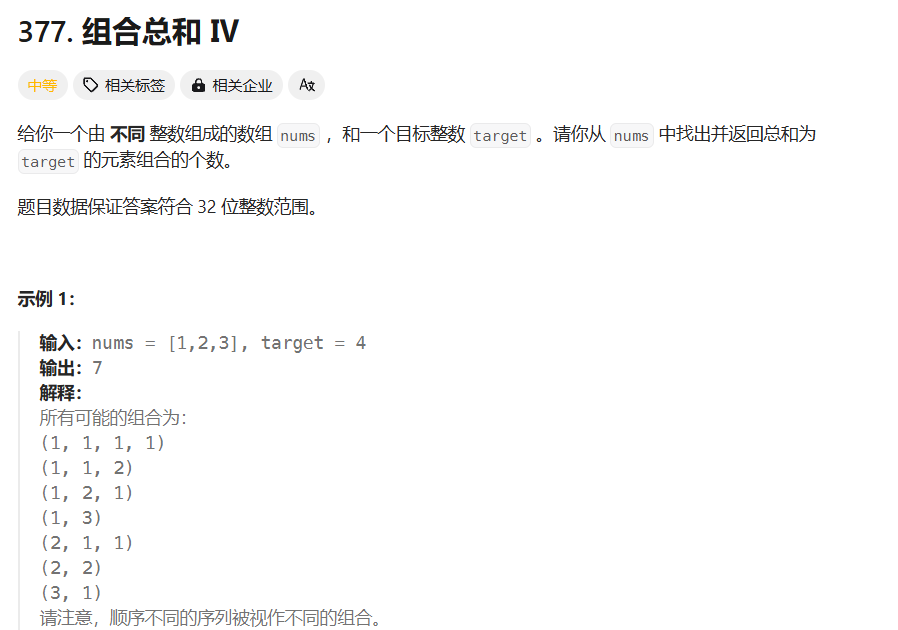 377. 组合总和 Ⅳ
中等 相关标签 相关企业 Aあ
给你一个由 不同 整数组成的数组 nums ，和一个目标整数 target 。请你从 nums 中找出并返回总和为
target 的元素组合的个数。
题目数据保证答案符合 32 位整数范围。
示例 1：
输入：nums = [1,2,3], target = 4
输出：7
解释：
所有可能的组合为：
(1, 1, 1, 1)
(1, 1, 2)
(1, 2, 1)
(1, 3)
(2, 1, 1)
(2, 2)
(3, 1)
请注意，顺序不同的序列被视作不同的组合。